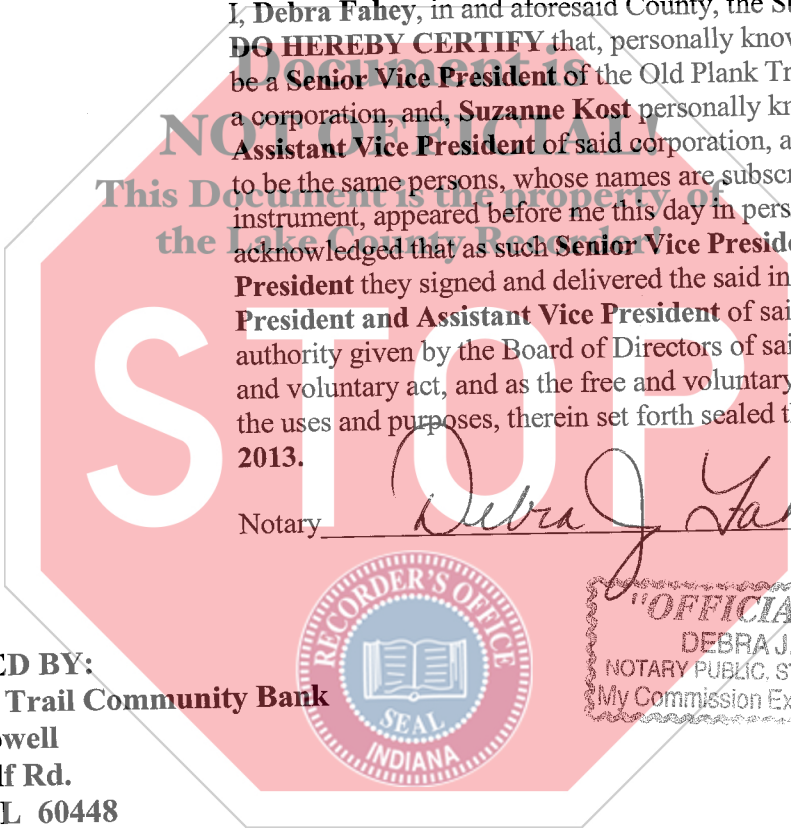 I, Debra Fahey, in and aforesaid County, the S
DO HEREBY CERTIFY that, personally know
be a Senior Vice President of the Old Plank Tr
a corporation, and, Suzanne Kost personally kn
Assistant Vice President of said corporation, a
to be the same persons, whose names are subscr
instrument, appeared before me this day in pers
acknowledged that as such Senior Vice Preside
President they signed and delivered the said in
President and Assistant Vice President of sai
authority given by the Board of Directors of sai
and voluntary act, and as the free and voluntary
the uses and purposes, therein set forth sealed t
2013.
Document is
NOT OFFICIAL!
This Document is the property of
the Lake County Recorder!
STOP
Notary Debra J Fa
RECORDER'S OFFICE
SEAL
INDIANA
"OFFICIA
DEBRA J.
NOTARY PUBLIC, S
My Commission Ex
ED BY:
Trail Community Bank
well
lf Rd.
L 60448